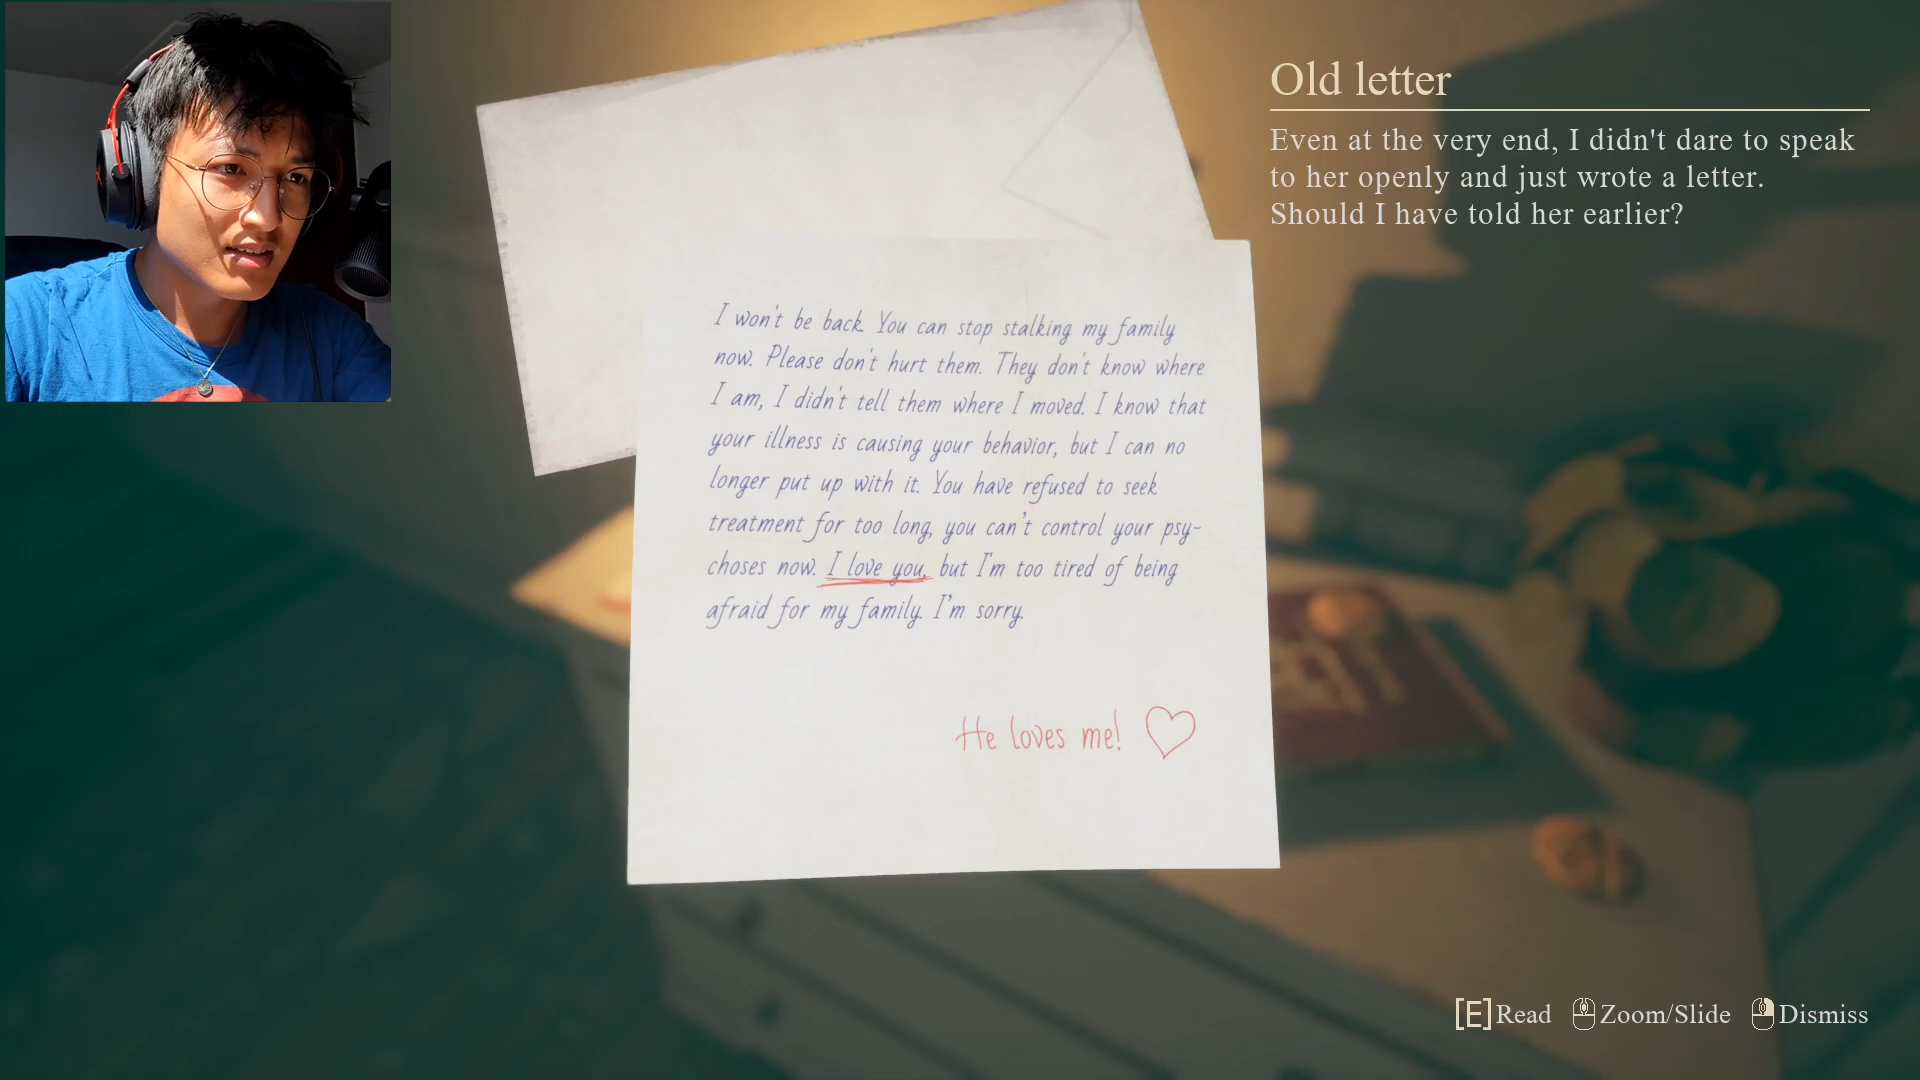 Old letter
Even at the very end, I didn't dare to speak
to her openly and just wrote a letter.
Should I have told her earlier?
I won't be back. You can stop stalking my family
now. Please don't hurt them. They don't know where
I am, I didn't tell them where I moved. I know that
your illness is causing your behavior, but I can no
longer put up with it. You have refused to seek
treatment for too long, you can't control your psy-
choses now. I love you, but I'm too tired of being
afraid for my family. I'm sorry.
He loves me!
[E] Read Zoom/Slide Dismiss